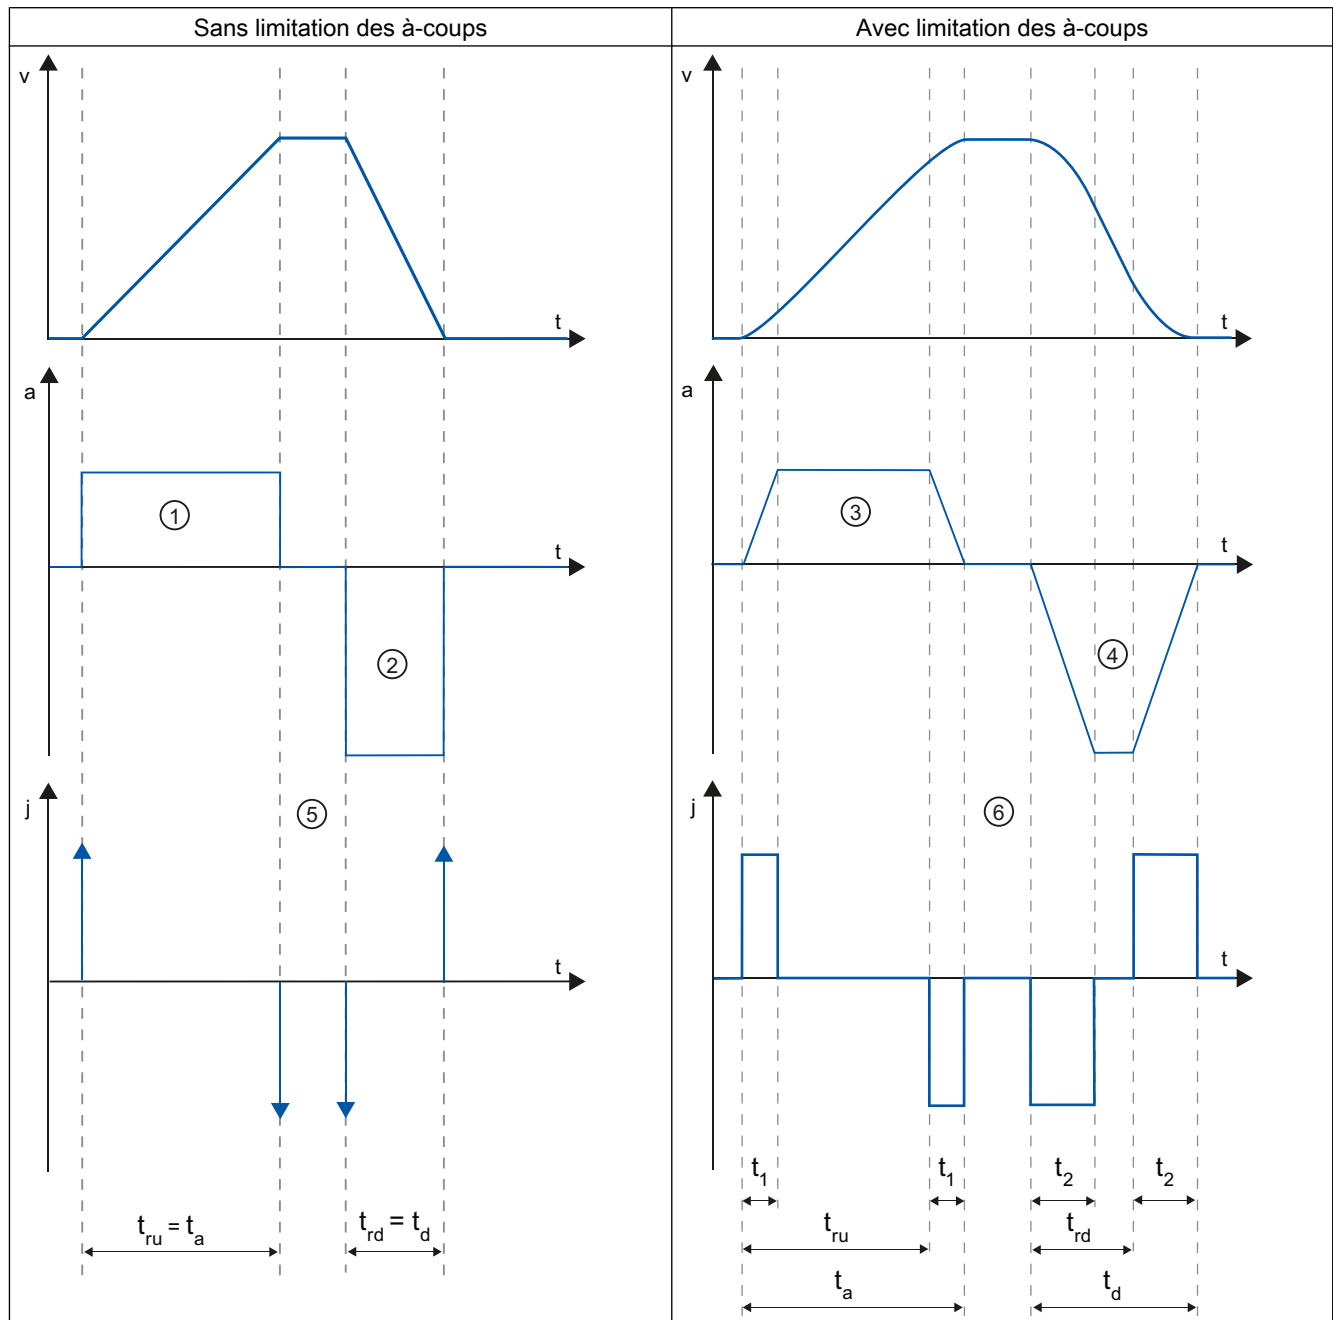 Sans limitation des à-coups
Avec limitation des à-coups
v
t
a
1
t
2
j
5
t
tru = ta
trd = td
v
t
a
3
t
4
j
6
t
t1
t1
t2
t2
tru
trd
ta
td